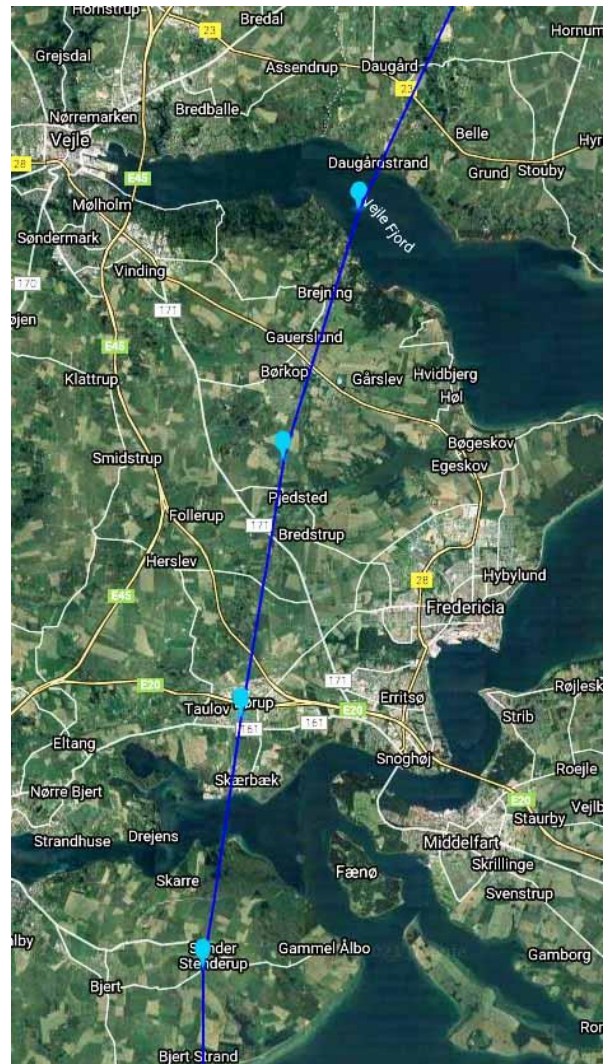 Hornstrup
Bredal
23
Hornum
Grejsdal
Assendrup
Daugård
23
Bredballe
Nørremarken
Vejle
Belle
28
E45
Daugårdstrand
Grund
Stouby
Mølholm
Vejle Fjord
Søndermark
Vinding
170
171
Brejning
E45
Gauerslund
Klattrup
Børkop
Gårslev
Hvidbjerg
Høl
Smidstrup
Bøgeskov
Egeskov
Pjedsted
Follerup
171
Bredstrup
Herslev
28
Hybylund
E45
Fredericia
171
E20
Taulov
E20
Erritsø
161
161
Strib
Eltang
Snoghøj
Skærbæk
Roejle
Nørre Bjert
E20
Staurby
Strandhuse
Drejens
Middelfart
Skrillinge
Skarre
Fænø
Svenstrup
Stenderup
Gammel Ålbo
Gamborg
Bjert
Bjert Strand